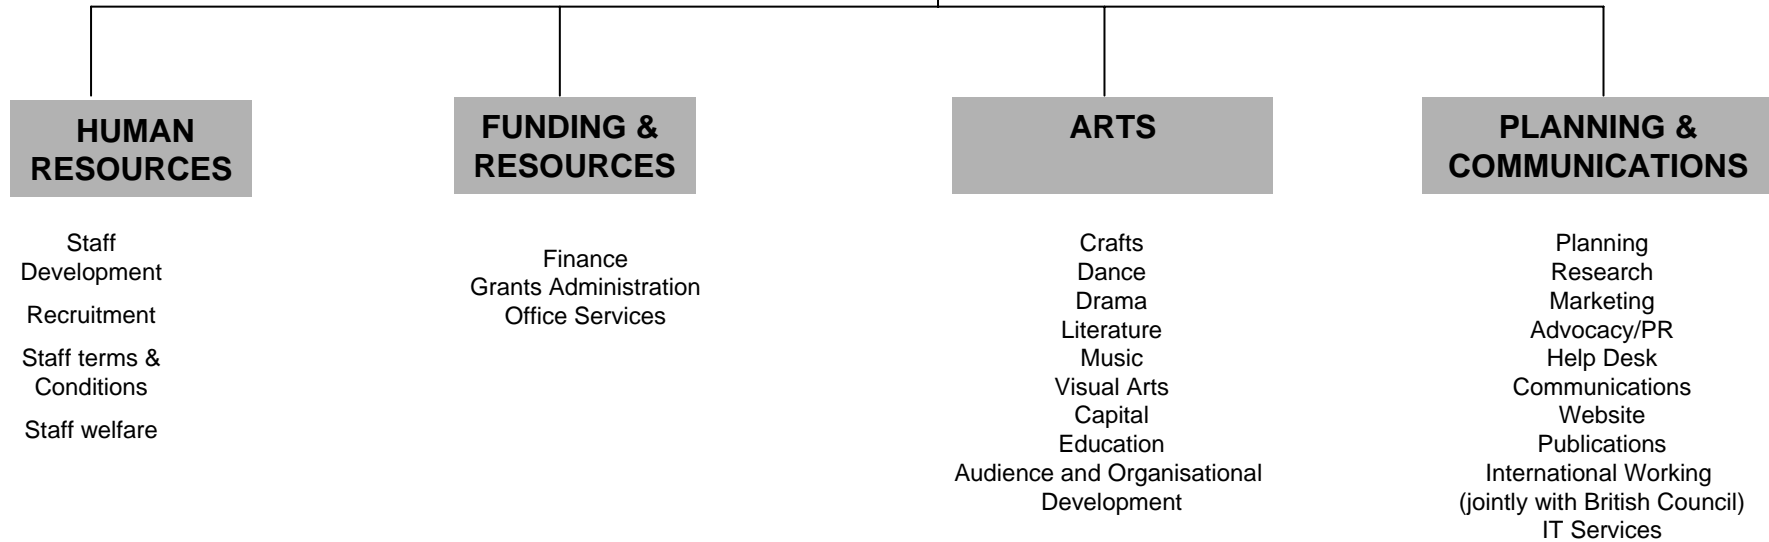 HUMAN
RESOURCES
Staff
Development
Recruitment
Staff terms &
Conditions
Staff welfare
FUNDING &
RESOURCES
Finance
Grants Administration
Office Services
ARTS
Crafts
Dance
Drama
Literature
Music
Visual Arts
Capital
Education
Audience and Organisational
Development
PLANNING &
COMMUNICATIONS
Planning
Research
Marketing
Advocacy/PR
Help Desk
Communications
Website
Publications
International Working
(jointly with British Council)
IT Services